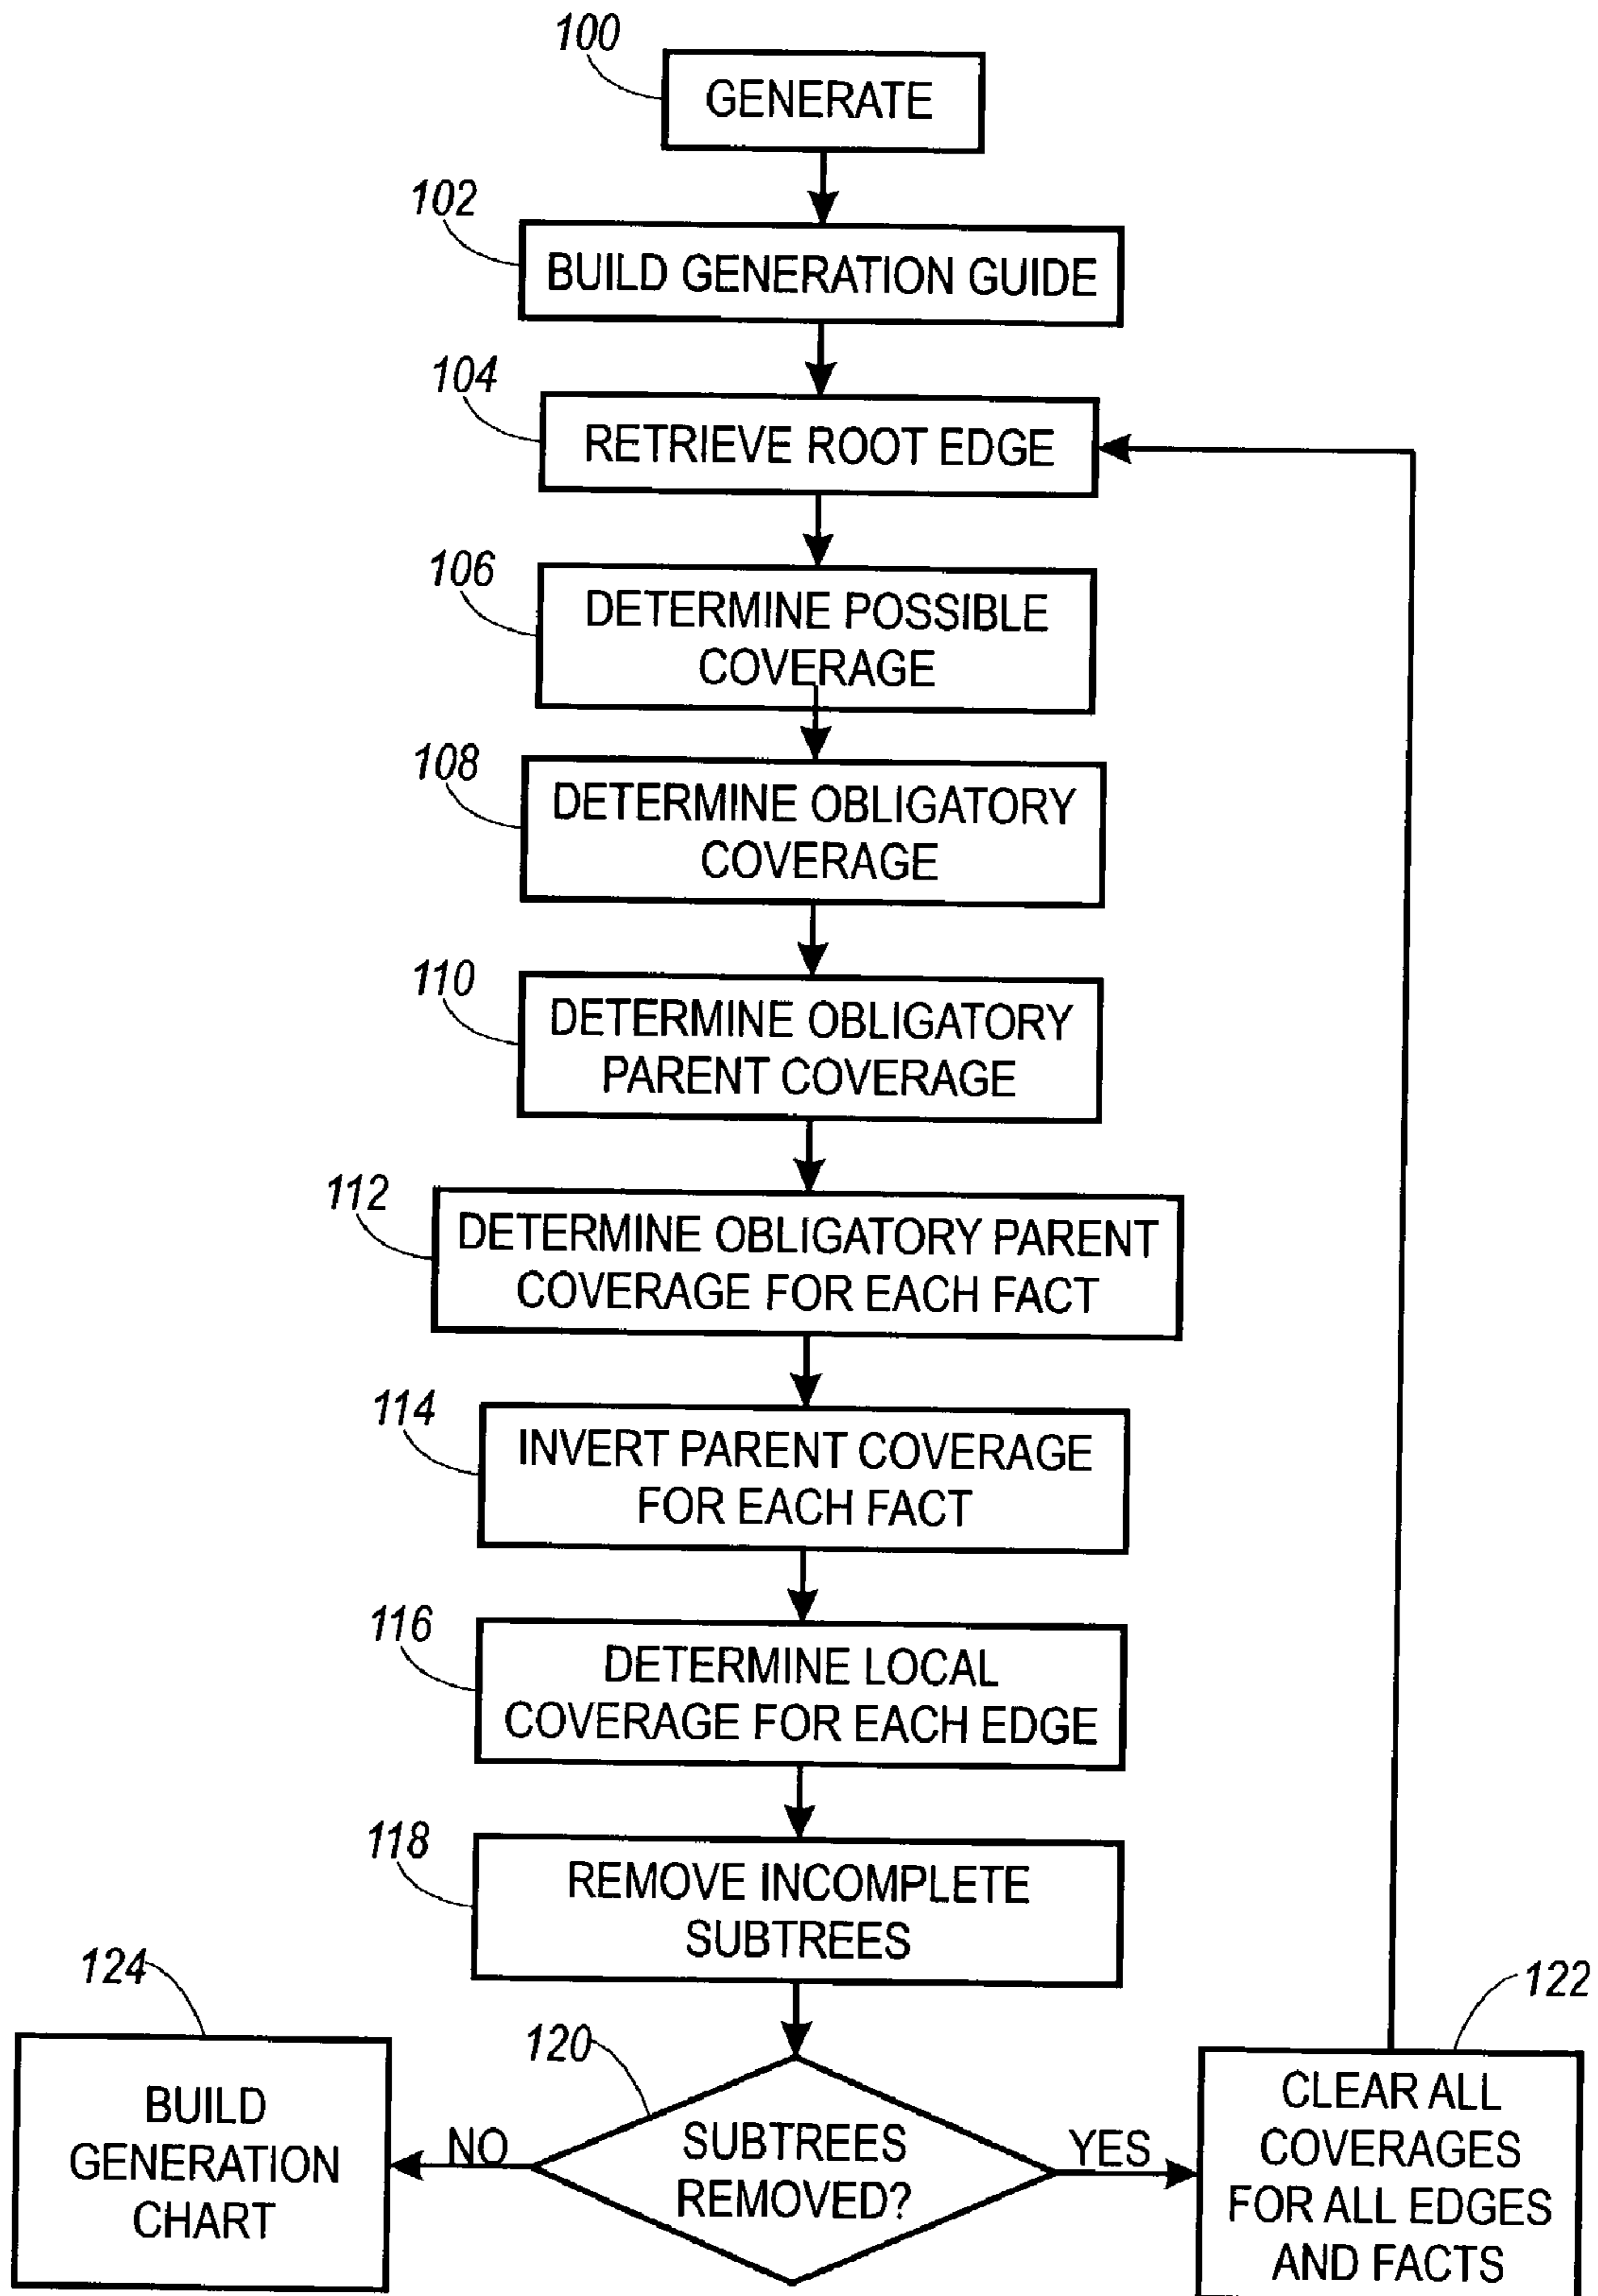 100
GENERATE
102
BUILD GENERATION GUIDE
104
RETRIEVE ROOT EDGE
106
DETERMINE POSSIBLE
COVERAGE
108
DETERMINE OBLIGATORY
COVERAGE
110
DETERMINE OBLIGATORY
PARENT COVERAGE
112
DETERMINE OBLIGATORY PARENT
COVERAGE FOR EACH FACT
114
INVERT PARENT COVERAGE
FOR EACH FACT
116
DETERMINE LOCAL
COVERAGE FOR EACH EDGE
118
REMOVE INCOMPLETE
SUBTREES
120
SUBTREES
REMOVED?
NO
YES
124
BUILD
GENERATION
CHART
122
CLEAR ALL
COVERAGES
FOR ALL EDGES
AND FACTS